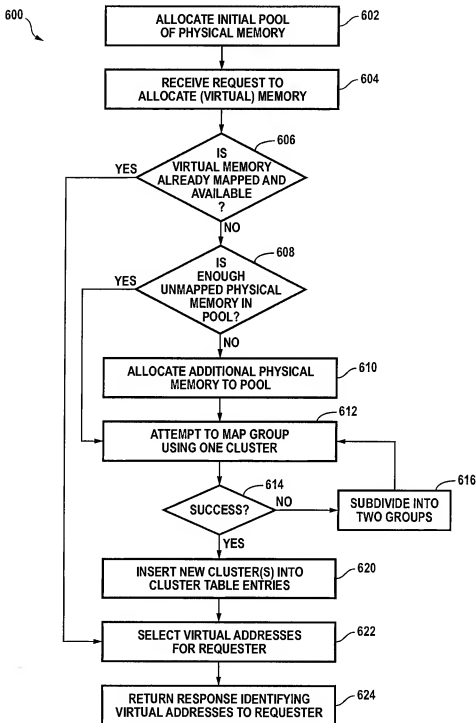 600
ALLOCATE INITIAL POOL
OF PHYSICAL MEMORY
602
RECEIVE REQUEST TO
ALLOCATE (VIRTUAL) MEMORY
604
IS
VIRTUAL MEMORY
ALREADY MAPPED AND
AVAILABLE
?
606
YES
NO
IS
ENOUGH
UNMAPPED PHYSICAL
MEMORY IN
POOL?
608
YES
NO
ALLOCATE ADDITIONAL PHYSICAL
MEMORY TO POOL
610
ATTEMPT TO MAP GROUP
USING ONE CLUSTER
612
SUCCESS?
614
NO
SUBDIVIDE INTO
TWO GROUPS
616
YES
INSERT NEW CLUSTER(S) INTO
CLUSTER TABLE ENTRIES
620
SELECT VIRTUAL ADDRESSES
FOR REQUESTER
622
RETURN RESPONSE IDENTIFYING
VIRTUAL ADDRESSES TO REQUESTER
624